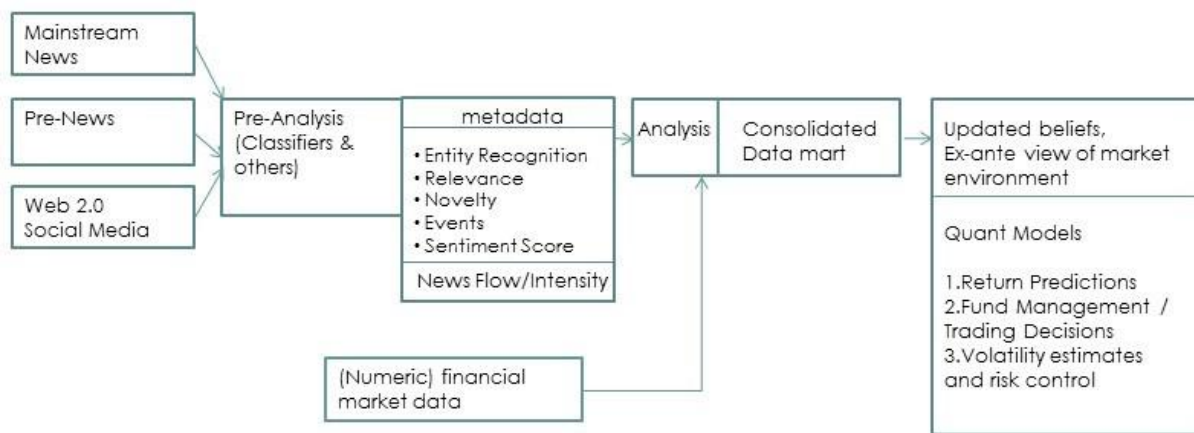 Mainstream
News
Pre-News
Web 2.0
Social Media
Pre-Analysis
(Classifiers &
others)
metadata
• Entity Recognition
• Relevance
• Novelty
• Events
• Sentiment Score
News Flow/Intensity
(Numeric) financial
market data
Analysis
Consolidated
Data mart
Updated beliefs,
Ex-ante view of market
environment
Quant Models
1.Return Predictions
2.Fund Management /
Trading Decisions
3.Volatility estimates
and risk control